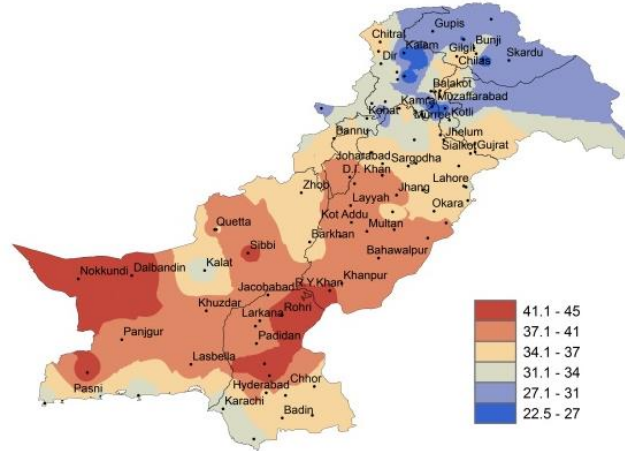 Gupis
Chitral
Kalam
Bunji
Gilgit
Skardu
Dir
Chilas
Balakot
Kamra
Muzaffarabad
Kohat
Murree
Kotli
Bannu
Jhelum
Sialkot
Gujrat
Joharabad
Sargodha
D.I. Khan
Lahore
Zhob
Layyah
Jhang
Okara
Kot Addu
Quetta
Multan
Barkhan
Sibbi
Bahawalpur
Kalat
Nokkundi
Dalbandin
Khanpur
R.Y.Khan
Jacobabad
Khuzdar
Rohri
Larkana
Panjgur
Padidan
Lasbella
Pasni
Hyderabad
Chhor
Karachi
Badin
41.1 - 45
37.1 - 41
34.1 - 37
31.1 - 34
27.1 - 31
22.5 - 27